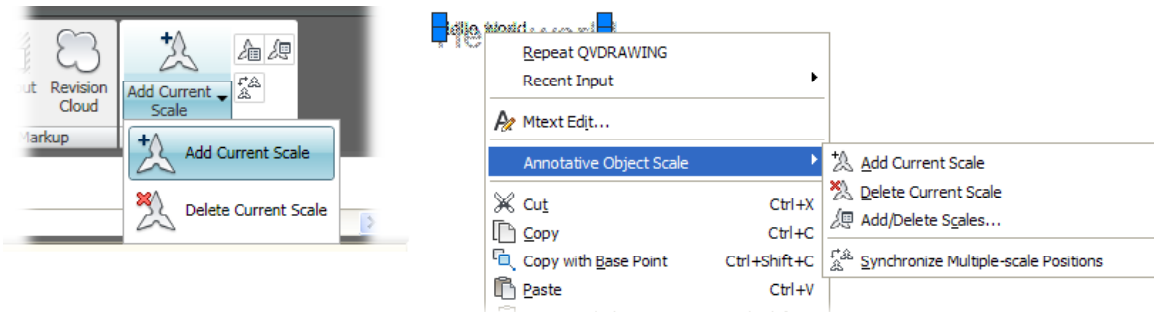 Revision
Cloud
Markup
Add Current
Scale
Add Current Scale
Delete Current Scale
Repeat QVDRAWING
Recent Input
Mtext Edit...
Annotative Object Scale
Cut Ctrl+X
Copy Ctrl+C
Copy with Base Point Ctrl+Shift+C
Paste Ctrl+V
Add Current Scale
Delete Current Scale
Add/Delete Scales...
Synchronize Multiple-scale Positions